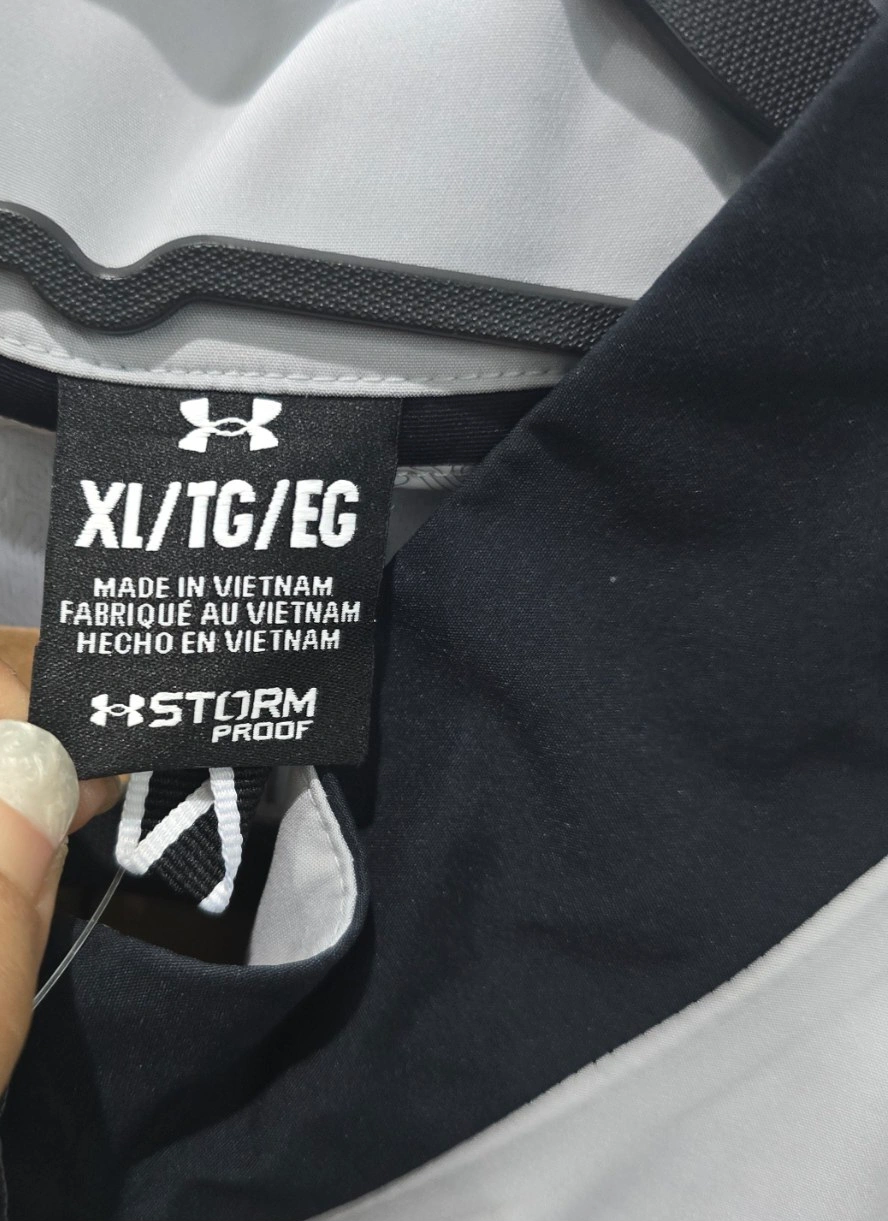 XL/TG/EG
MADE IN VIETNAM
FABRIQUÉ AU VIETNAM
HECHO EN VIETNAM
STORM
PROOF